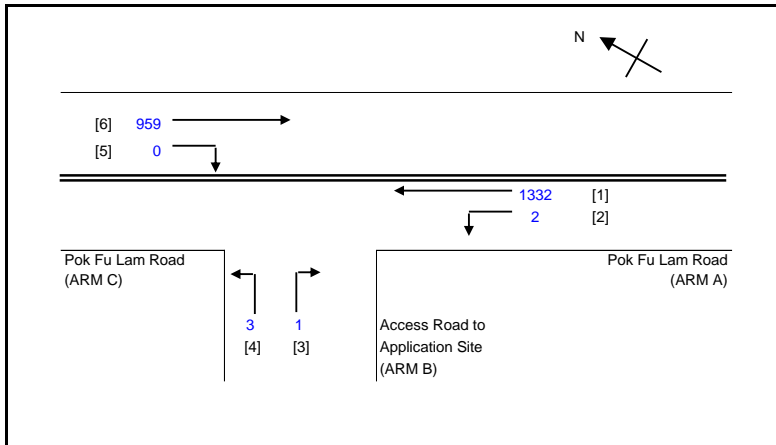 N
[6] 959
[5] 0
1332 [1]
2 [2]
Pok Fu Lam Road
(ARM C)
Pok Fu Lam Road
(ARM A)
3 1
[4] [3]
Access Road to
Application Site
(ARM B)